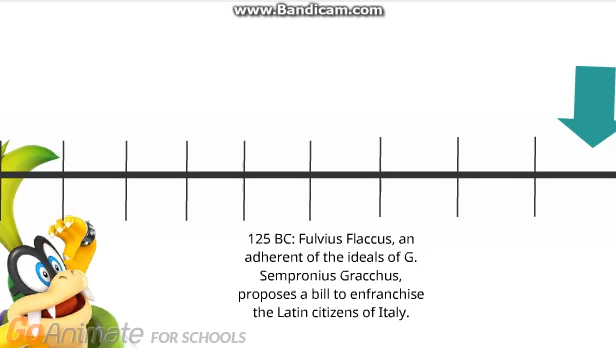 www.Bandicam.com
125 BC: Fulvius Flaccus, an
adherent of the ideals of G.
Sempronius Gracchus,
proposes a bill to enfranchise
the Latin citizens of Italy.
GoAnimate FOR SCHOOLS